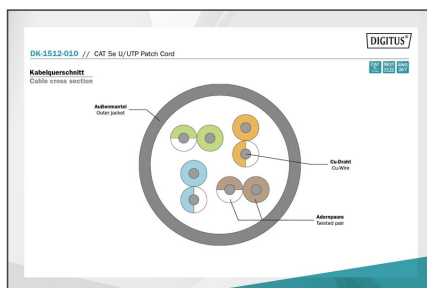 DIGITUS®
DK-1512-010 // CAT 5e U/UTP Patch Cord
Kabelquerschnitt
Cable cross section
Außenmantel
Outer jacket
Cu-Draht
Cu-Wire
Adernpaare
Twisted pair